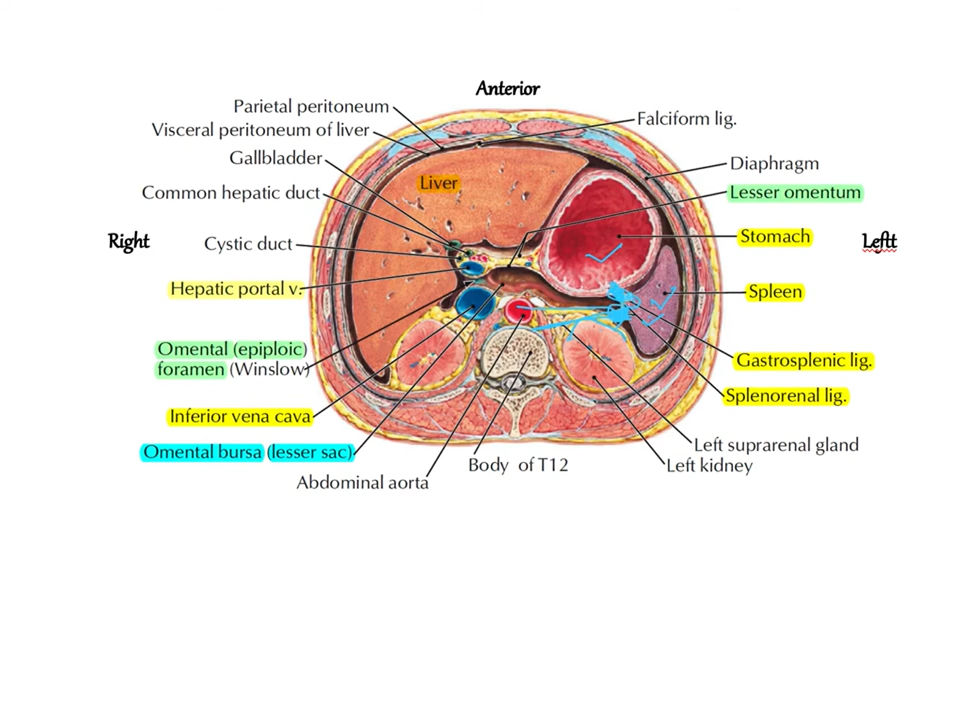 Anterior
Parietal peritoneum
Visceral peritoneum of liver
Gallbladder
Common hepatic duct
Right
Cystic duct
Hepatic portal v.
Omental (epiploic)
foramen (Winslow)
Inferior vena cava
Omental bursa (lesser sac)
Abdominal aorta
Body of T12
Liver
Falciform lig.
Diaphragm
Lesser omentum
Stomach
Leftt
Spleen
Gastrosplenic lig.
Splenorenal lig.
Left suprarenal gland
Left kidney